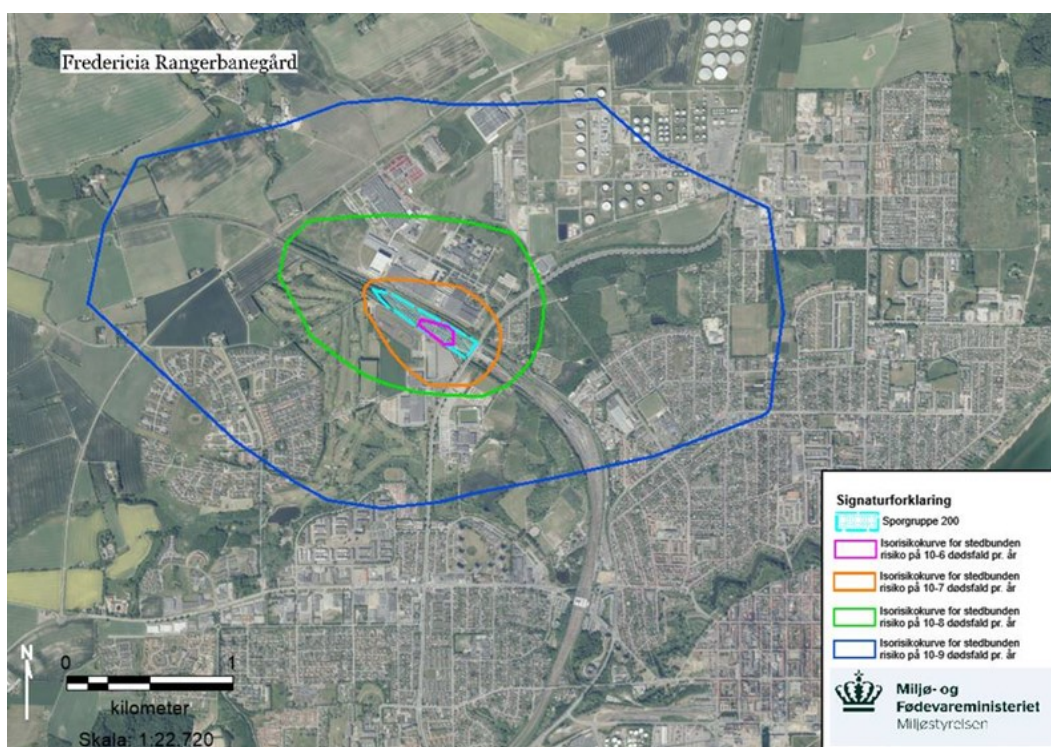 Fredericia Rangerbanegård
Signaturforklaring
Sporgruppe 200
Isorisikokurve for stedbunden
risiko på 10-6 dødsfald pr. år
Isorisikokurve for stedbunden
risiko på 10-7 dødsfald pr. år
Isorisikokurve for stedbunden
risiko på 10-8 dødsfald pr. år
Isorisikokurve for stedbunden
risiko på 10-9 dødsfald pr. år
N
0 1
kilometer
Skala: 1:22.720
Miljø- og
Fødevareministeriet
Miljøstyrelsen